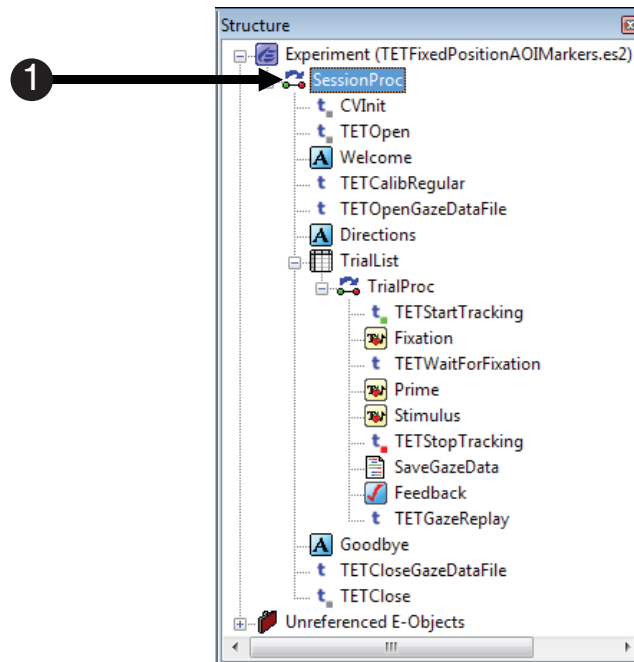 Structure
Experiment (TETFixedPositionAOIMarkers.es2)
1 SessionProc
CVInit
TETOpen
Welcome
TETCalibRegular
TETOpenGazeDataFile
Directions
TrialList
TrialProc
TETStartTracking
Fixation
TETWaitForFixation
Prime
Stimulus
TETStopTracking
SaveGazeData
Feedback
TETGazeReplay
Goodbye
TETCloseGazeDataFile
TETClose
Unreferenced E-Objects